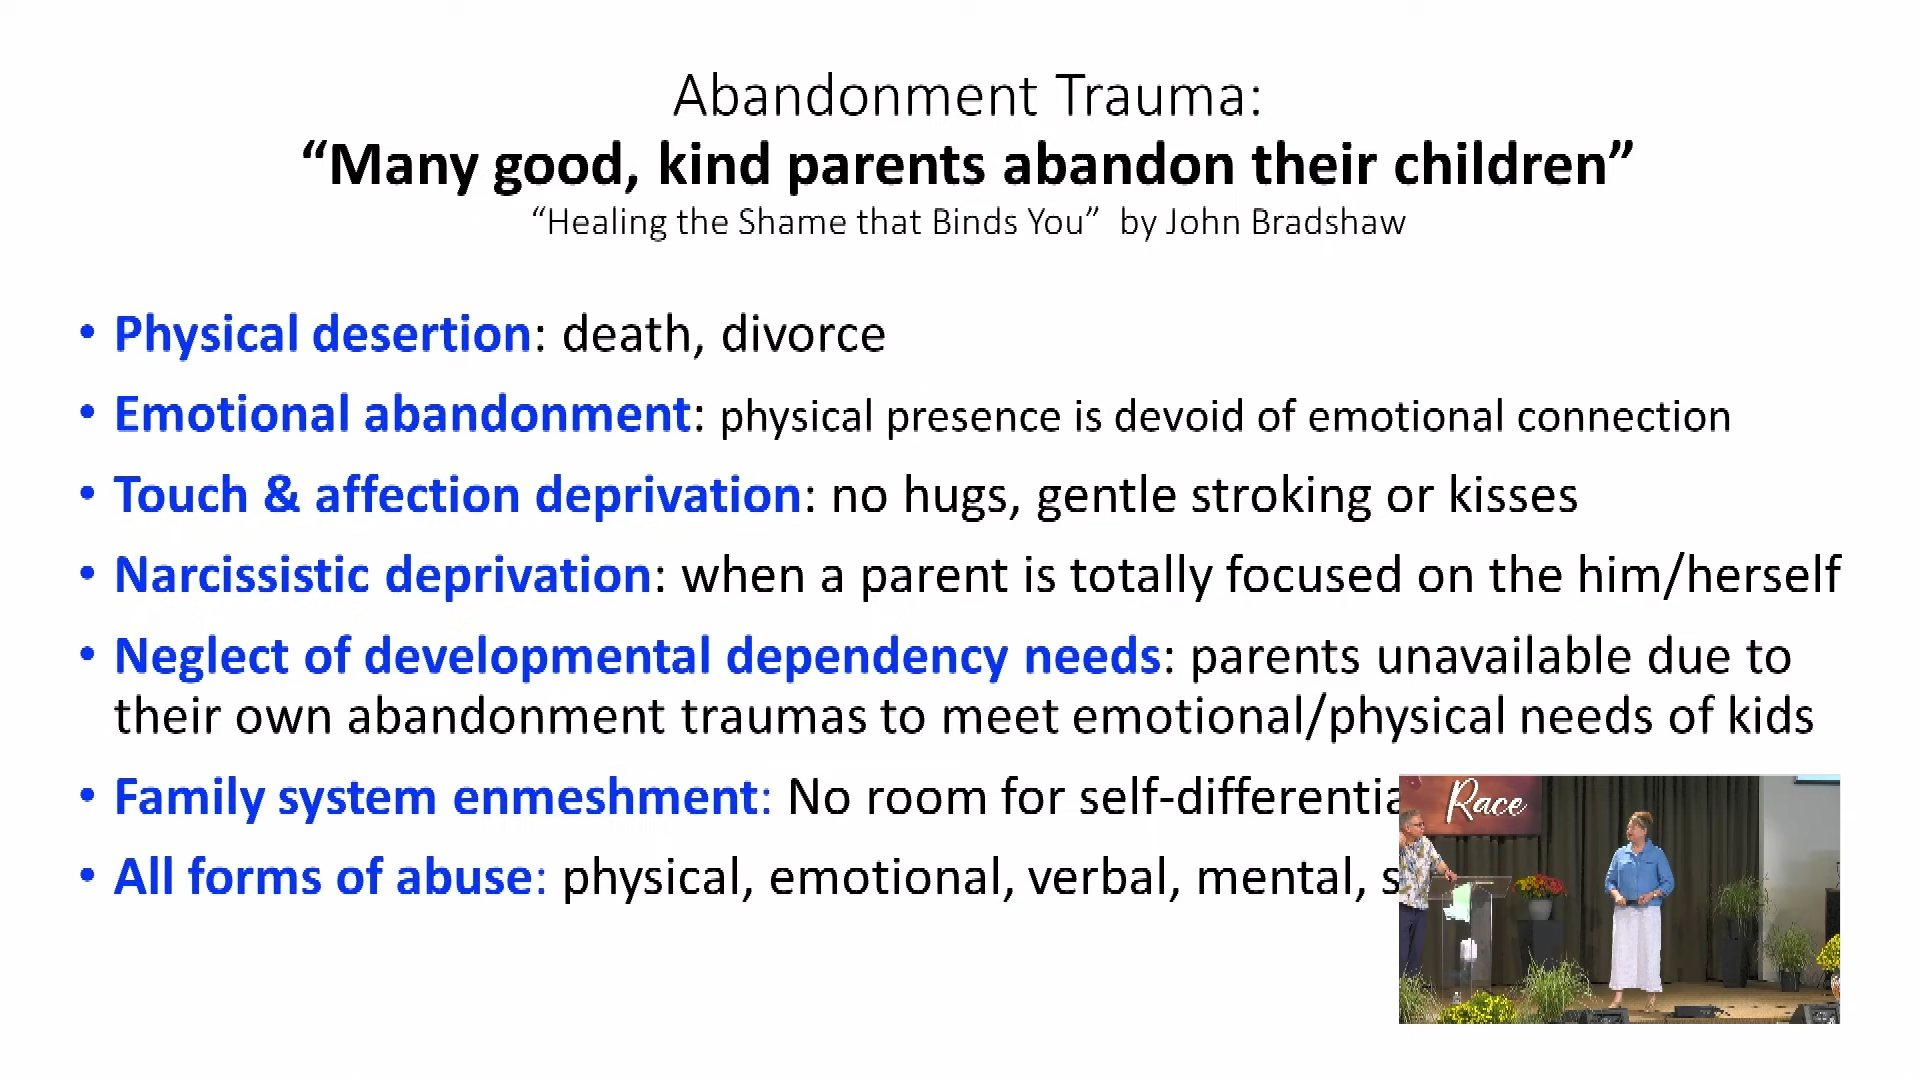 Abandonment Trauma:
“Many good, kind parents abandon their children”
“Healing the Shame that Binds You” by John Bradshaw
• Physical desertion: death, divorce
• Emotional abandonment: physical presence is devoid of emotional connection
• Touch & affection deprivation: no hugs, gentle stroking or kisses
• Narcissistic deprivation: when a parent is totally focused on the him/herself
• Neglect of developmental dependency needs: parents unavailable due to
their own abandonment traumas to meet emotional/physical needs of kids
• Family system enmeshment: No room for
• All forms of abuse: physical, emotional, verbal, mental,
Race